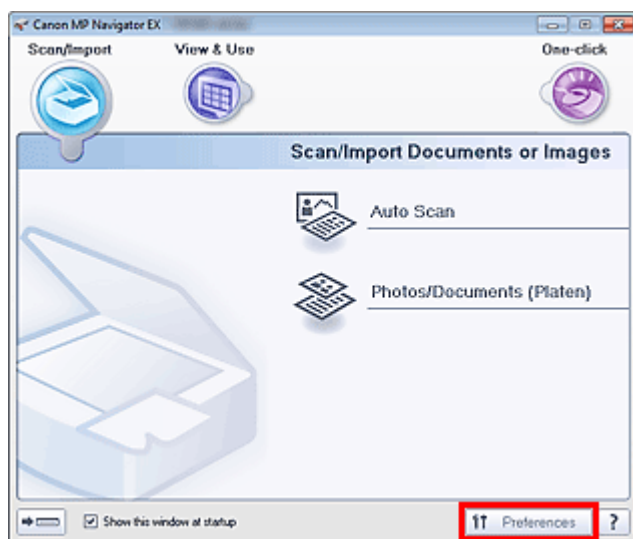 Canon MP Navigator EX
Scan/Import
View & Use
One-click
Scan/Import Documents or Images
Auto Scan
Photos/Documents (Platen)
Show this window at startup
Preferences
?